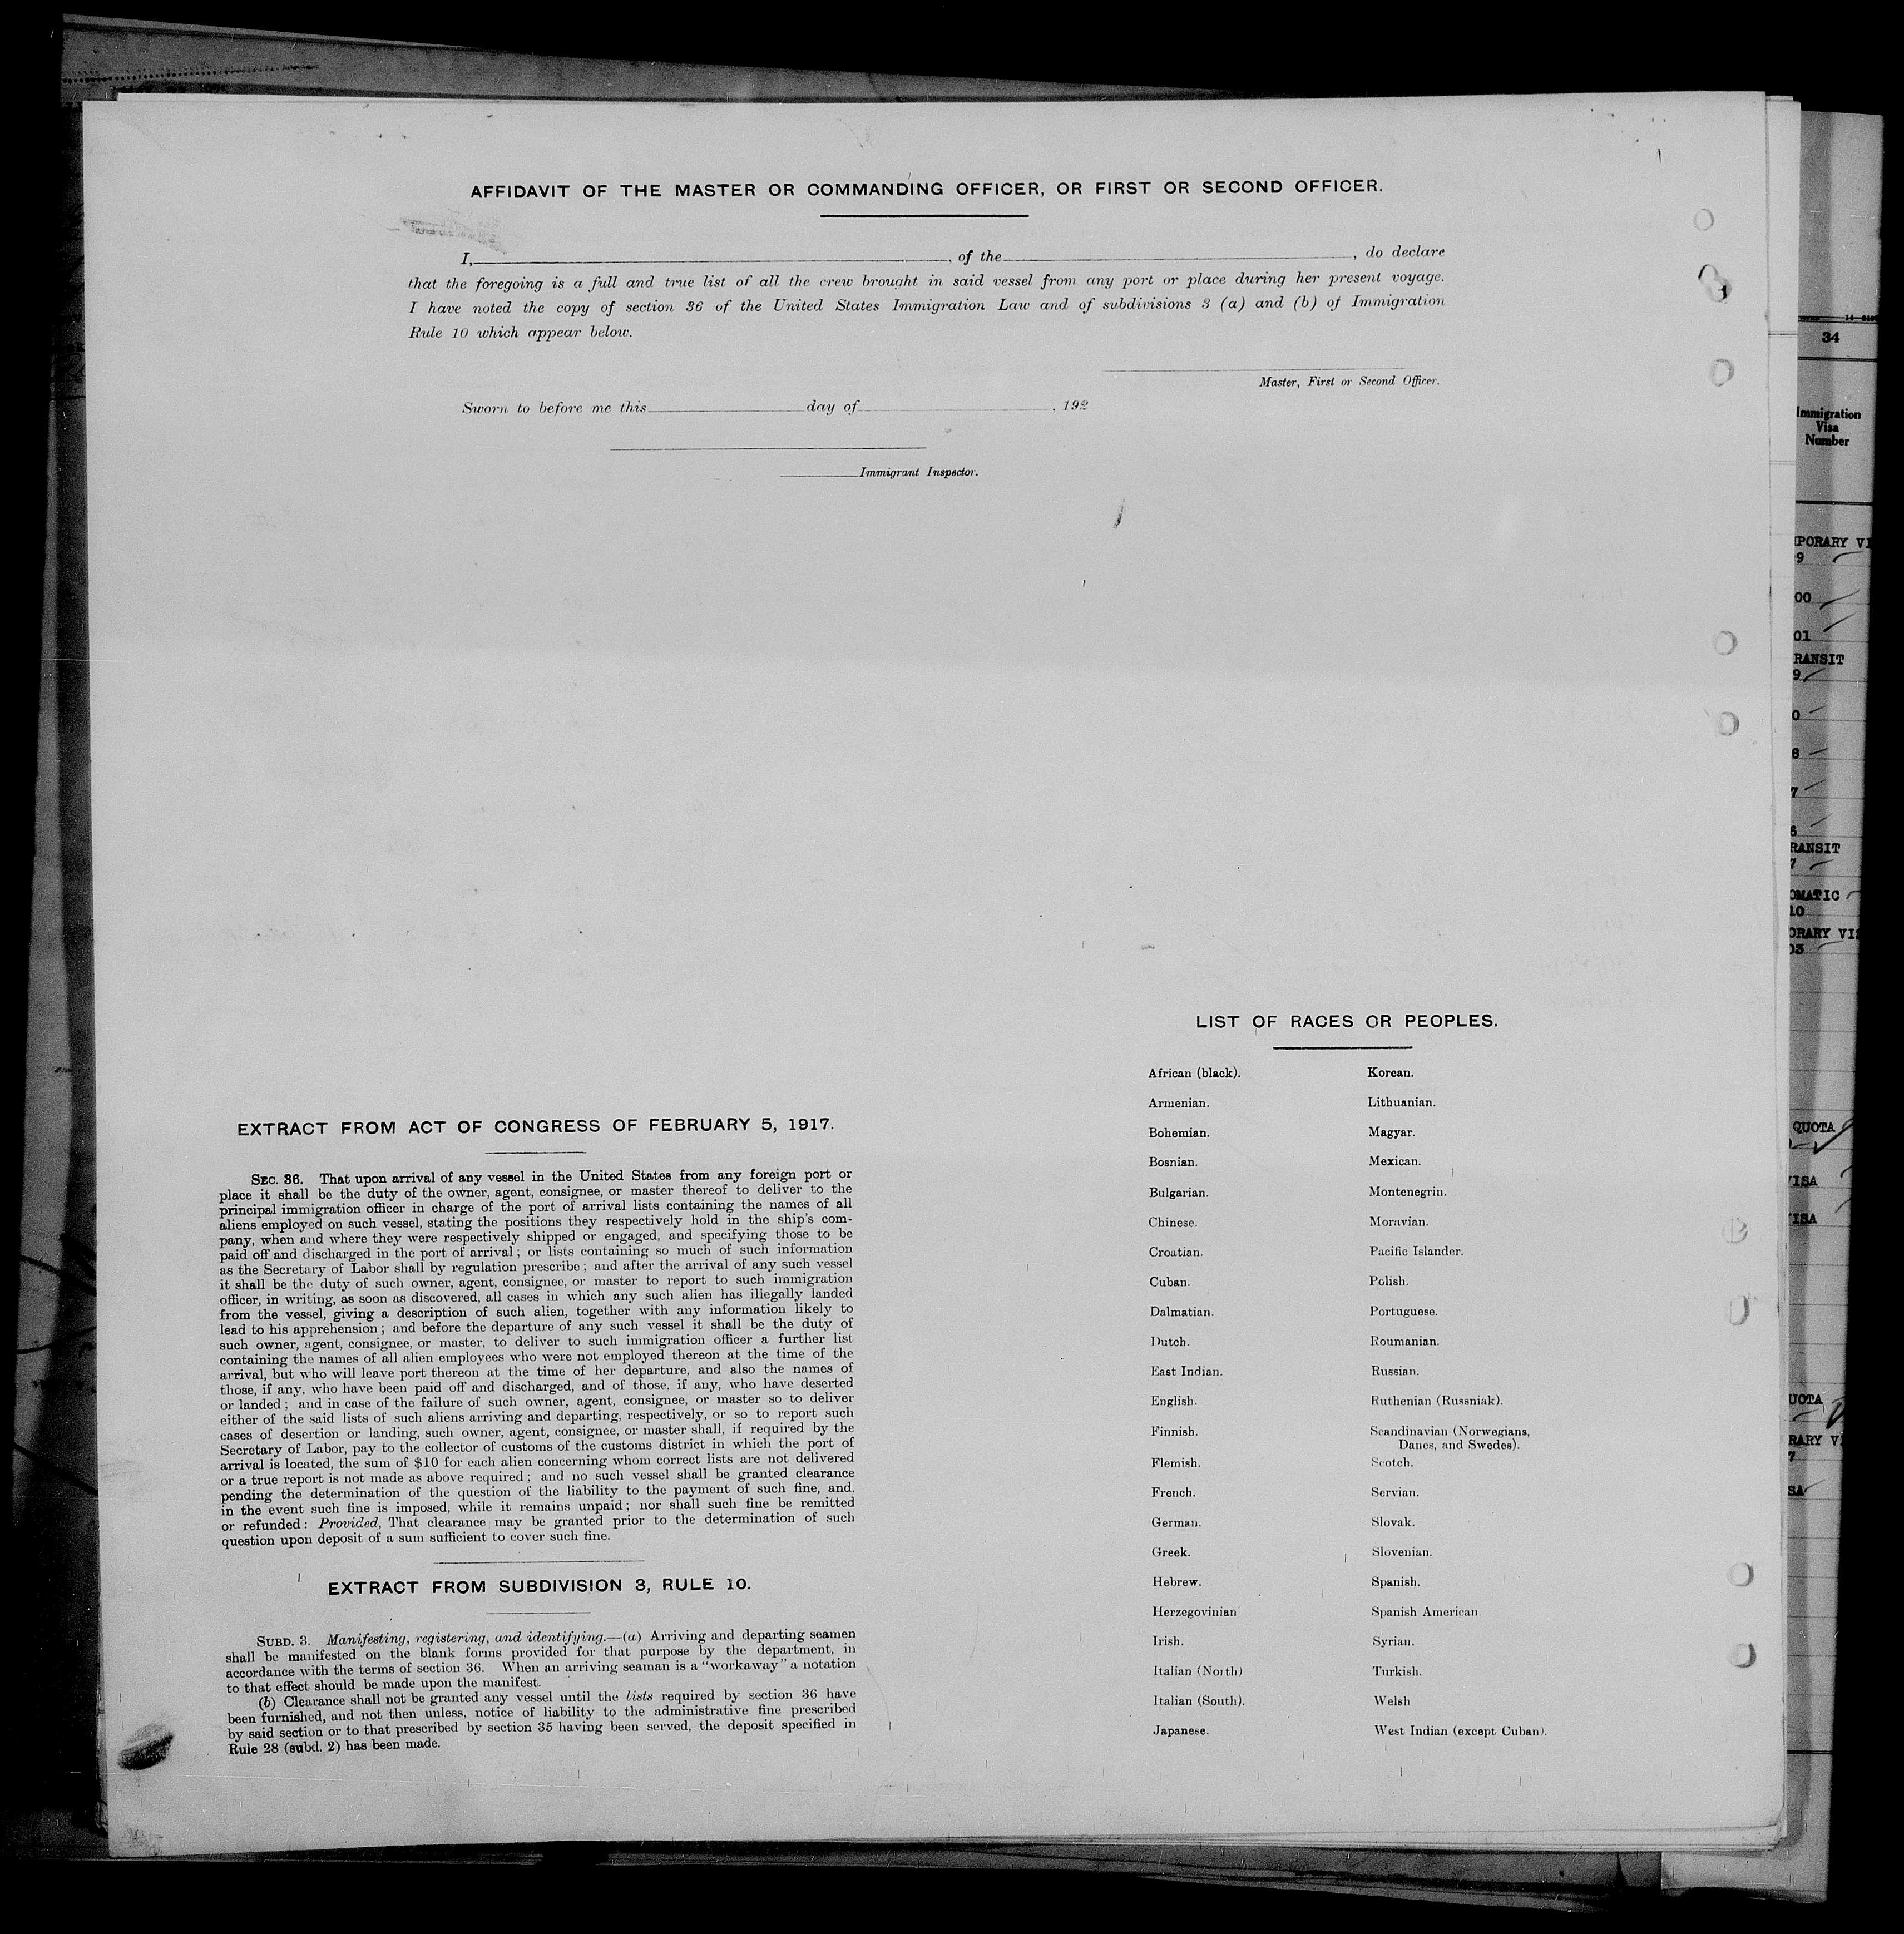 AFFIDAVIT OF THE MASTER OR COMMANDING OFFICER, OR FIRST OR SECOND OFFICER.
I, , of the , do declare
that the foregoing is a full and true list of all the crew brought in said vessel from any port or place during her present voyage.
I have noted the copy of section 36 of the United States Immigration Law and of subdivisions 3 (a) and (b) of Immigration
Rule 10 which appear below.
Master, First or Second Officer.
Sworn to before me this day of , 192
Immigrant Inspector.
EXTRACT FROM ACT OF CONGRESS OF FEBRUARY 5, 1917.
SEC. 36. That upon arrival of any vessel in the United States from any foreign port or
place it shall be the duty of the owner, agent, consignee, or master thereof to deliver to the
principal immigration officer in charge of the port of arrival lists containing the names of all
aliens employed on such vessel, stating the positions they respectively hold in the ship's com-
pany, when and where they were respectively shipped or engaged, and specifying those to be
paid off and discharged in the port of arrival; or lists containing so much of such information
as the Secretary of Labor shall by regulation prescribe; and after the arrival of any such vessel
it shall be the duty of such owner, agent, consignee, or master to report to such immigration
officer, in writing, as soon as discovered, all cases in which any such alien has illegally landed
from the vessel, giving a description of such alien, together with any information likely to
lead to his apprehension; and before the departure of any such vessel it shall be the duty of
such owner, agent, consignee, or master, to deliver to such immigration officer a further list
containing the names of all alien employees who were not employed thereon at the time of the
arrival, but who will leave port thereon at the time of her departure, and also the names of
those, if any, who have been paid off and discharged, and of those, if any, who have deserted
or landed; and in case of the failure of such owner, agent, consignee, or master so to deliver
either of the said lists of such aliens arriving and departing, respectively, or so to report such
cases of desertion or landing, such owner, agent, consignee, or master shall, if required by the
Secretary of Labor, pay to the collector of customs of the customs district in which the port of
arrival is located, the sum of $10 for each alien concerning whom correct lists are not delivered
or a true report is not made as above required; and no such vessel shall be granted clearance
pending the determination of the question of the liability to the payment of such fine, and,
in the event such fine is imposed, while it remains unpaid; nor shall such fine be remitted
or refunded: Provided, That clearance may be granted prior to the determination of such
question upon deposit of a sum sufficient to cover such fine.
EXTRACT FROM SUBDIVISION 3, RULE 10.
SUBD. 3. Manifesting, registering, and identifying.—(a) Arriving and departing seamen
shall be manifested on the blank forms provided for that purpose by the department, in
accordance with the terms of section 36. When an arriving seaman is a "workaway" a notation
to that effect should be made upon the manifest.
(b) Clearance shall not be granted any vessel until the lists required by section 36 have
been furnished, and not then unless, notice of liability to the administrative fine prescribed
by said section or to that prescribed by section 35 having been served, the deposit specified in
Rule 28 (subd. 2) has been made.
LIST OF RACES OR PEOPLES.
African (black).
Armenian.
Bohemian.
Bosnian.
Bulgarian.
Chinese.
Croatian.
Cuban.
Dalmatian.
Dutch.
East Indian.
English.
Finnish.
Flemish.
French.
German.
Greek.
Hebrew.
Herzegovinian
Irish.
Italian (North)
Italian (South).
Japanese.
Korean.
Lithuanian.
Magyar.
Mexican.
Montenegrin.
Moravian.
Pacific Islander.
Polish.
Portuguese.
Roumanian.
Russian.
Ruthenian (Russniak).
Scandinavian (Norwegians,
Danes, and Swedes).
Scotch.
Servian.
Slovak.
Slovenian.
Spanish.
Spanish American.
Syrian.
Turkish.
Welsh
West Indian (except Cuban).
34
Immigration
Visa
Number
PORARY VI
9
00
01
RANSIT
9
0
8
7
6
RANSIT
7
OMATIC
10
ORARY VIS
03
QUOTA
VISA
VISA
UOTA
RARY V
7
SA